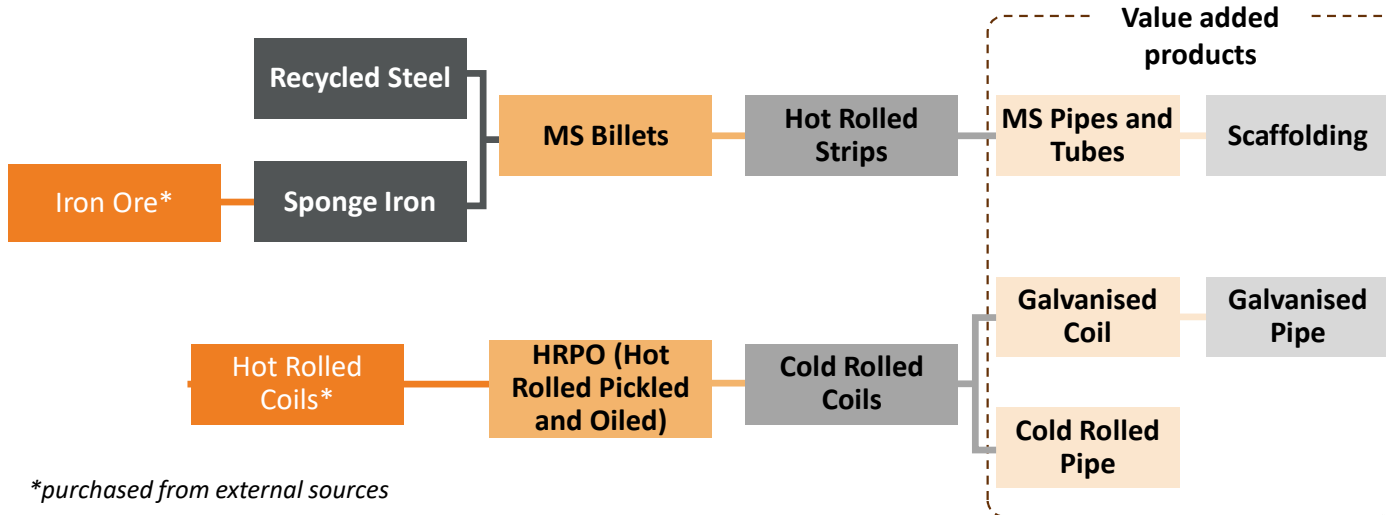 Value added
products
Recycled Steel
MS Billets
Hot Rolled
Strips
MS Pipes and
Tubes
Scaffolding
Iron Ore*
Sponge Iron
Galvanised
Coil
Galvanised
Pipe
Hot Rolled
Coils*
HRPO (Hot
Rolled Pickled
and Oiled)
Cold Rolled
Coils
Cold Rolled
Pipe
*purchased from external sources